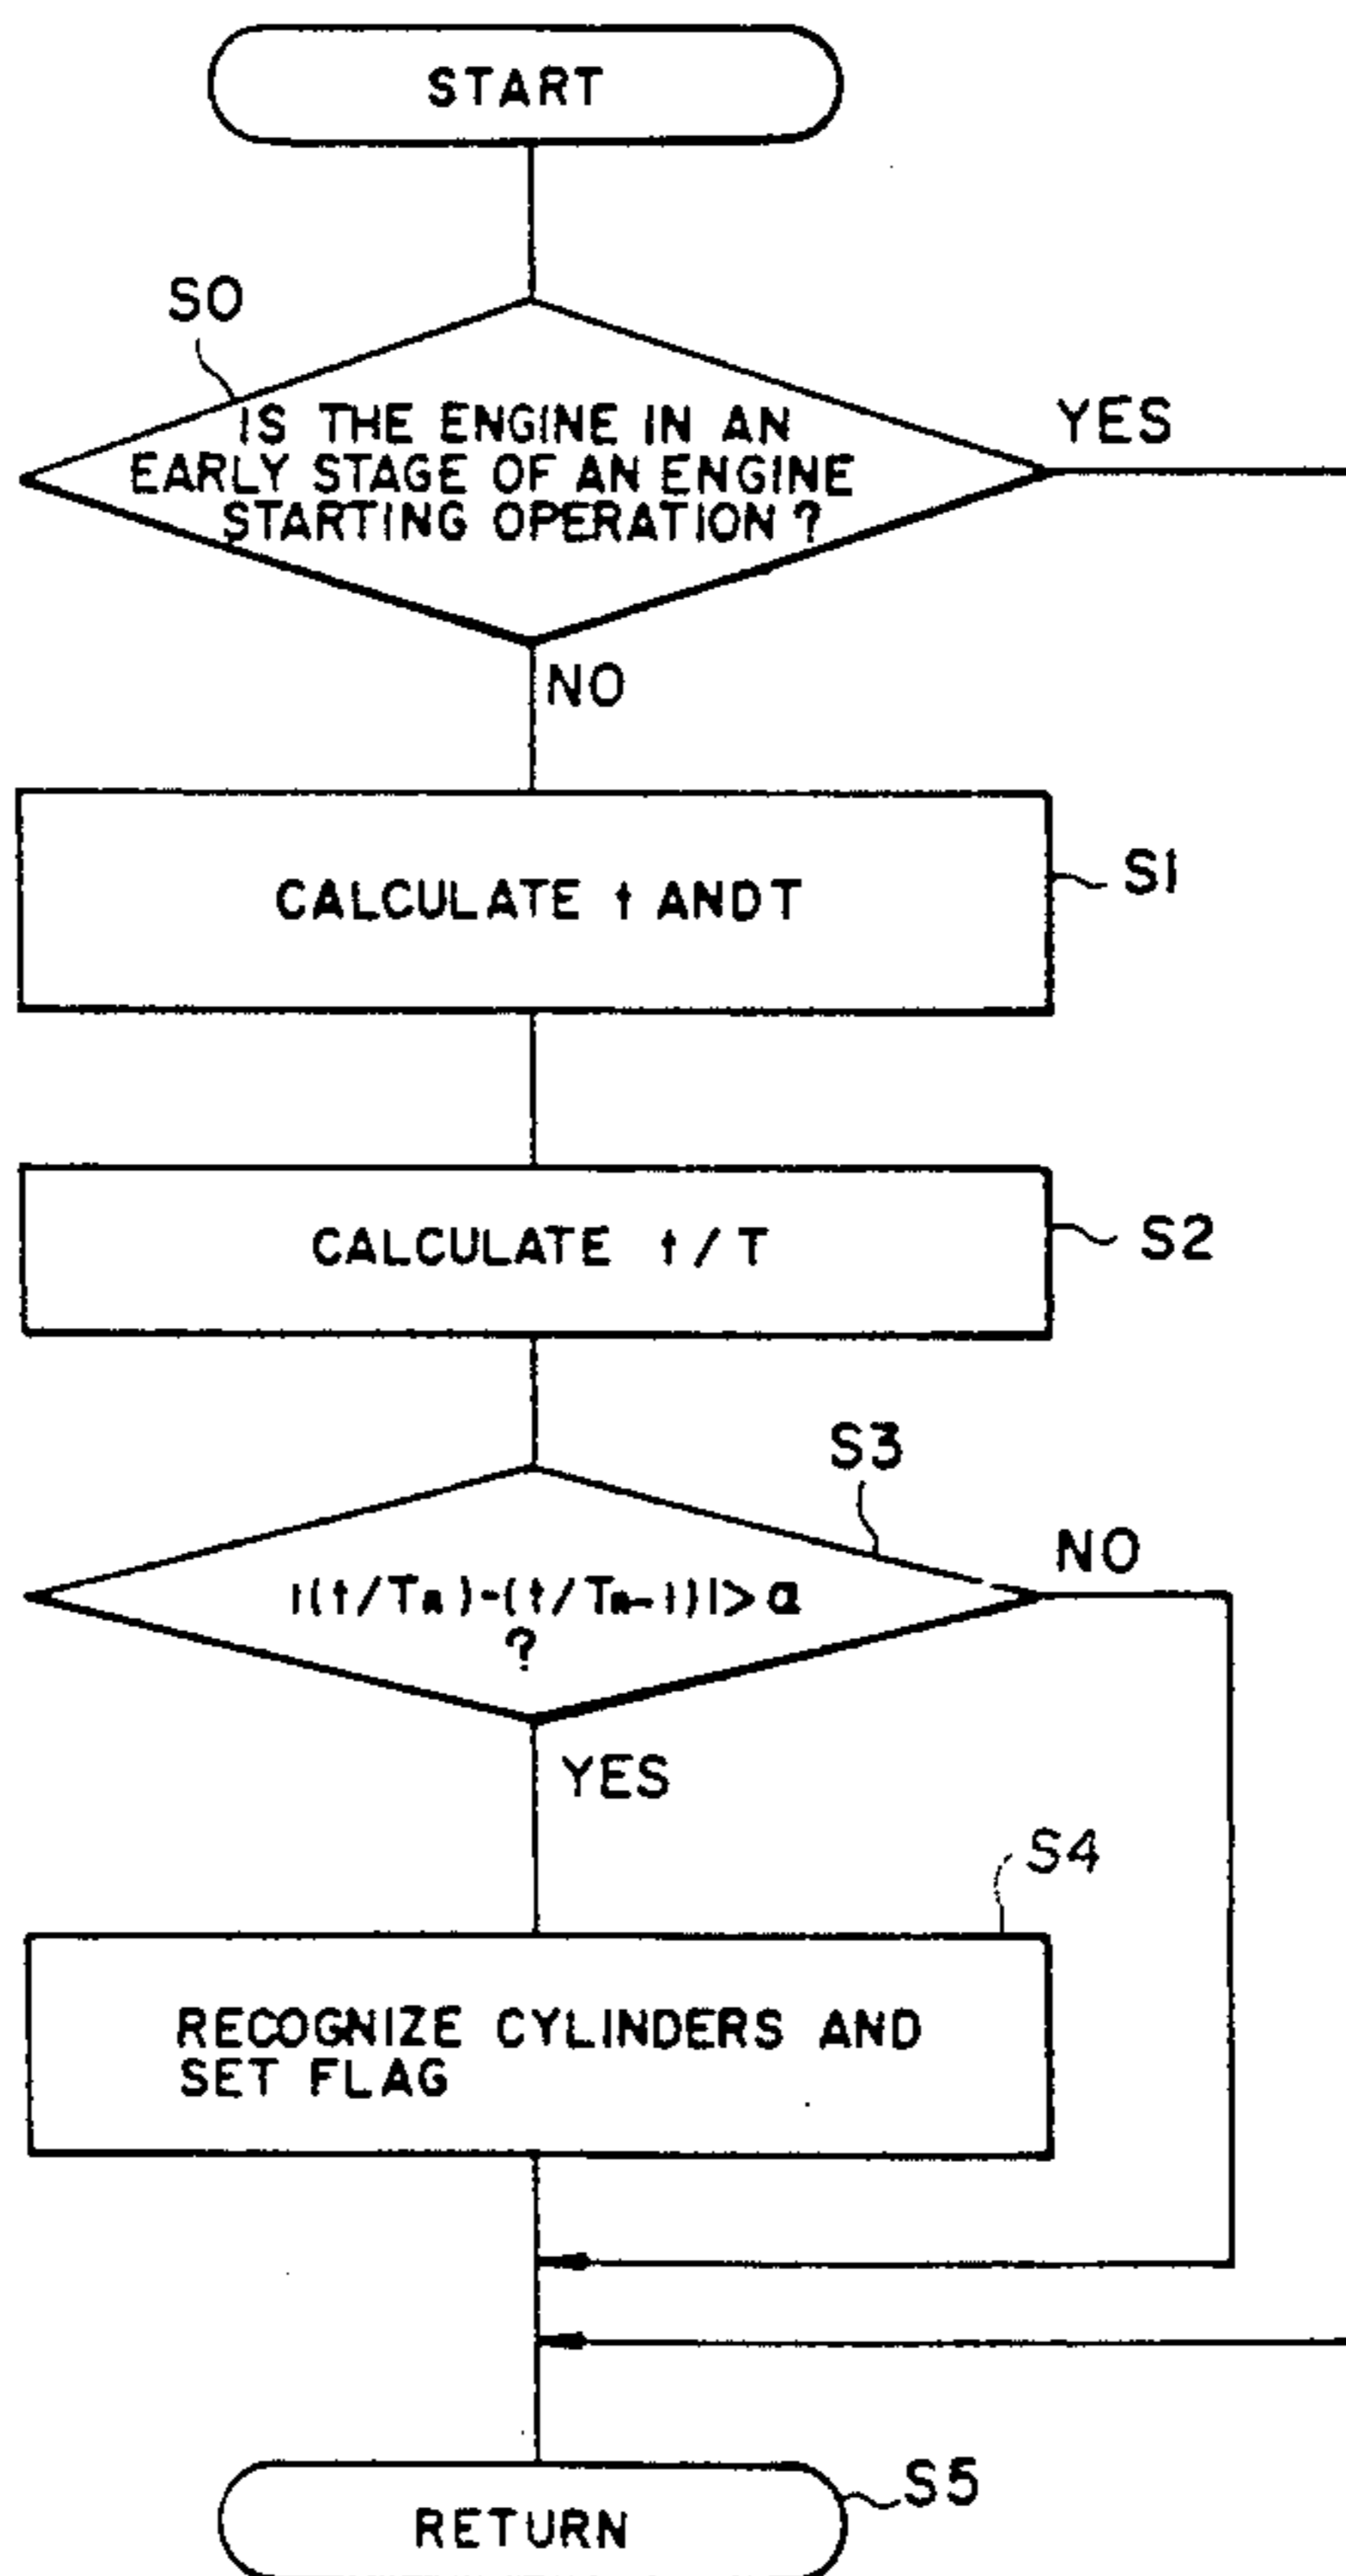 START
S0
IS THE ENGINE IN AN
EARLY STAGE OF AN ENGINE
STARTING OPERATION ?
YES
NO
CALCULATE t ANDT
S1
CALCULATE t / T
S2
S3
|(t/Tn)-(t/Tn-1)|> α
?
NO
YES
S4
RECOGNIZE CYLINDERS AND
SET FLAG
RETURN
S5